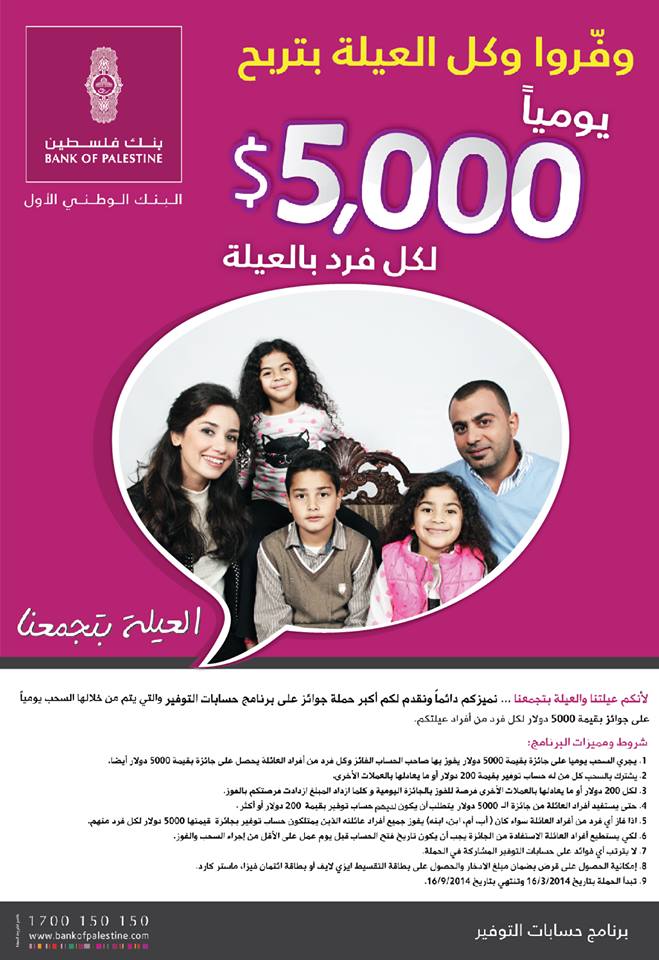 بنك فلسطين
BANK OF PALESTINE
البنك الوطني الأول
وفّروا وكل العيلة بتربح
يومياً
$5,000
لكل فرد بالعيلة
العيلة بتجمعنا
لأنكم عيلتنا والعيلة بتجمعنا ... نميزكم دائماً ونقدم لكم أكبر حملة جوائز على برنامج حسابات التوفير والتي يتم من خلالها السحب يومياً
على جوائز بقيمة 5000 دولار لكل فرد من أفراد عيلتكم.
شروط ومميزات البرنامج:
1. يجري السحب يوميا على جائزة بقيمة 5000 دولار يفوز بها صاحب الحساب الفائز وكل فرد من أفراد العائلة يحصل على جائزة بقيمة 5000 دولار أيضا.
2. يشترك بالسحب كل من له حساب توفير بقيمة 200 دولار أو ما يعادلها بالعملات الأخرى.
3. لكل 200 دولار أو ما يعادلها بالعملات الأخرى فرصة للفوز بالجائزة اليومية و كلما ازداد المبلغ ازدادت فرصتكم بالفوز.
4. حتى يستفيد أفراد العائلة من جائزة الـ 5000 دولار يتطلب أن يكون لديهم حساب توفير بقيمة 200 دولار أو أكثر.
5. اذا فاز أي فرد من أفراد العائلة سواء كان (أب، أم، ابن، ابنه) يفوز جميع أفراد عائلته الذين يمتلكون حساب توفير بجائزة قيمتها 5000 دولار لكل فرد منهم.
6. لكي يستطيع أفراد العائلة الاستفادة من الجائزة يجب أن يكون تاريخ فتح الحساب قبل يوم عمل على الأقل من إجراء السحب والفوز.
7. لا يترتب أي فوائد على حسابات التوفير المشاركة في الحملة.
8. إمكانية الحصول على قرض بضمان مبلغ الادخار والحصول على بطاقة التقسيط ايزي لايف أو بطاقة ائتمان فيزا، ماستر كارد.
9. تبدأ الحملة بتاريخ 16/3/2014 وتنتهي بتاريخ 16/9/2014.
برنامج حسابات التوفير
1700 150 150
www.bankofpalestine.com